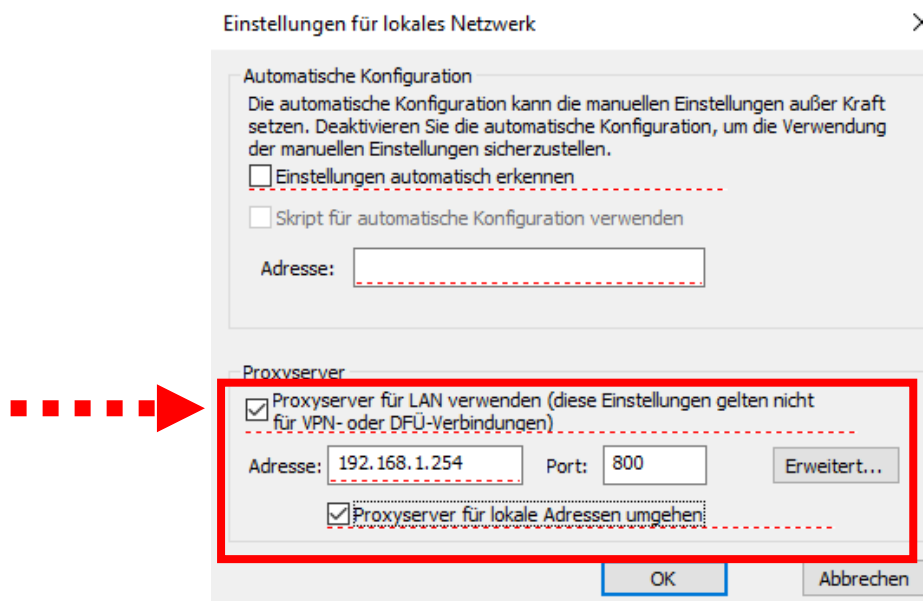 Einstellungen für lokales Netzwerk
Automatische Konfiguration
Die automatische Konfiguration kann die manuellen Einstellungen außer Kraft
setzen. Deaktivieren Sie die automatische Konfiguration, um die Verwendung
der manuellen Einstellungen sicherzustellen.
Einstellungen automatisch erkennen
Skript für automatische Konfiguration verwenden
Adresse:
Proxyserver
Proxyserver für LAN verwenden (diese Einstellungen gelten nicht
für VPN- oder DFÜ-Verbindungen)
Adresse: 192.168.1.254 Port: 800 Erweitert...
Proxyserver für lokale Adressen umgehen
OK Abbrechen